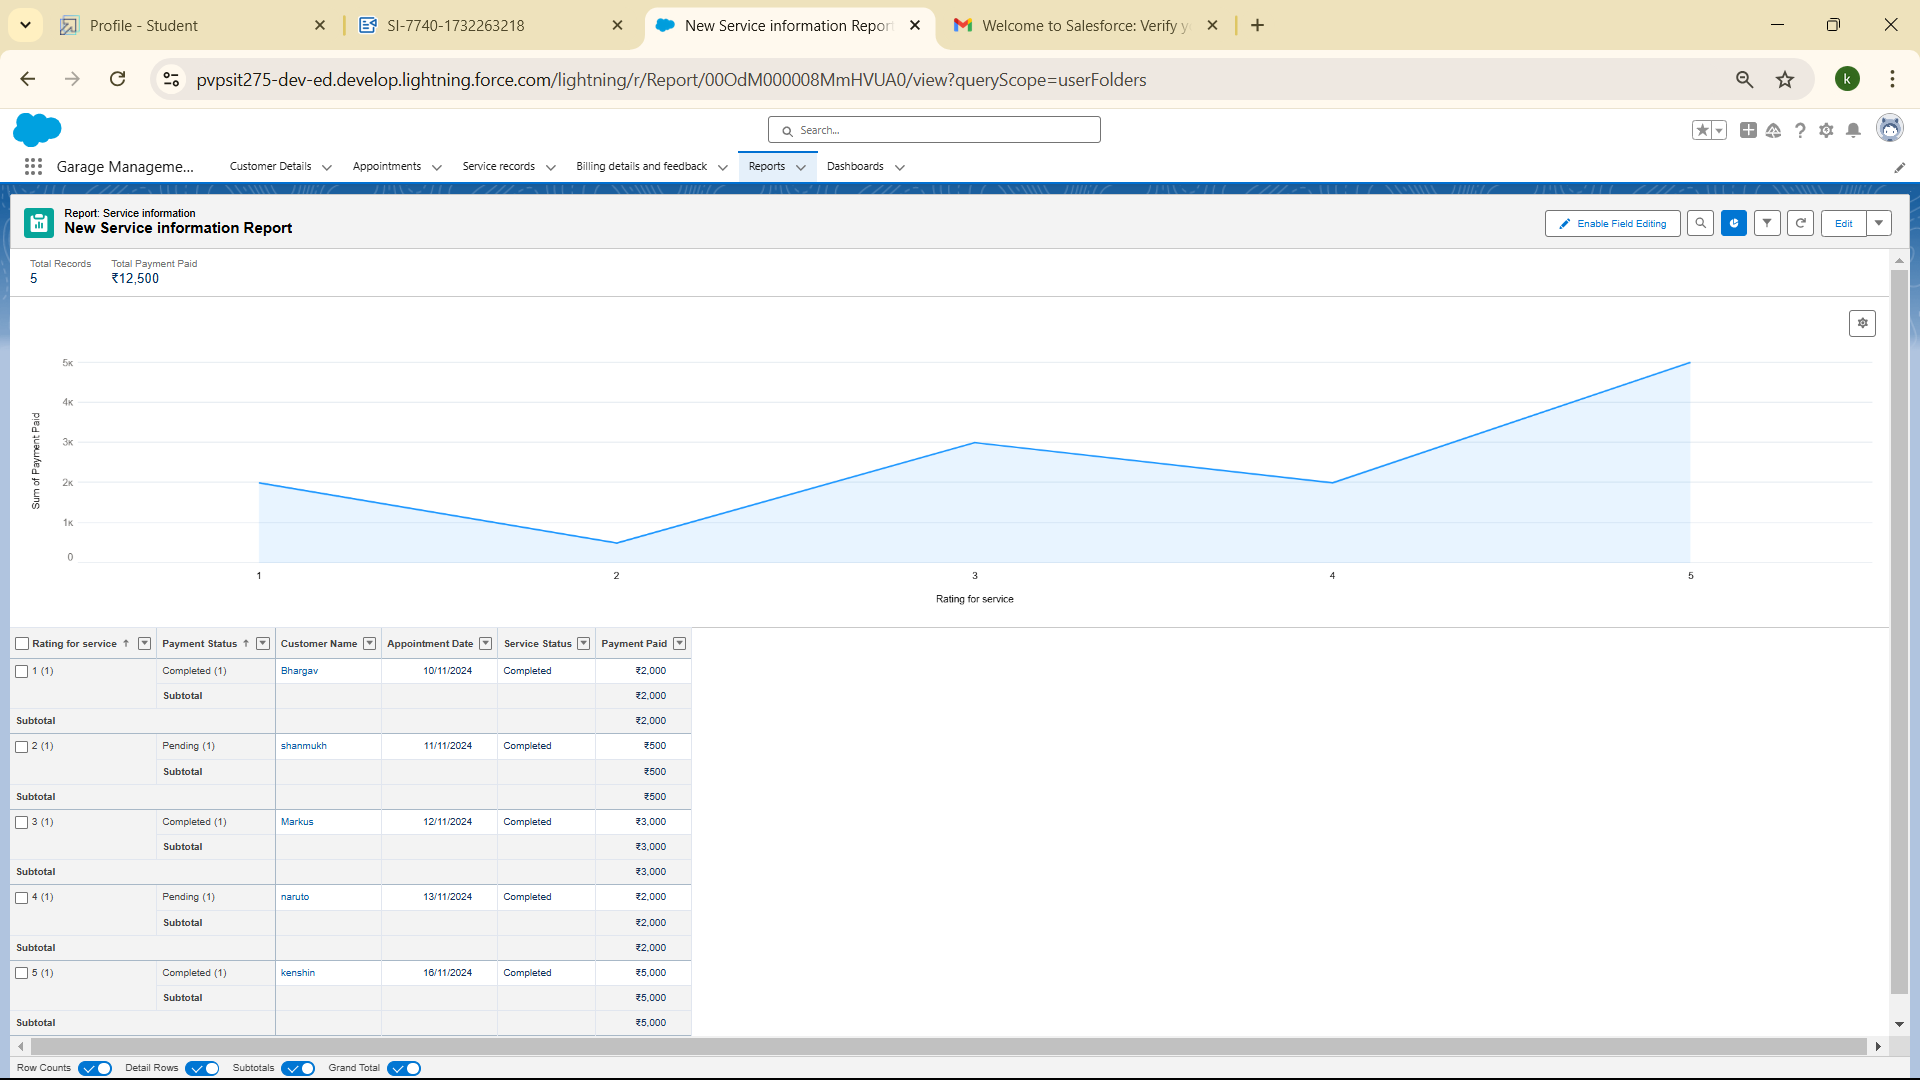 Profile - Student
SI-7740-1732263218
New Service information Repor
Welcome to Salesforce: Verify y
pvpsit275-dev-ed.develop.lightning.force.com/lightning/r/Report/00OdM000008MmHVUA0/view?queryScope=userFolders
k
Search...
Garage Manageme...
Customer Details
Appointments
Service records
Billing details and feedback
Reports
Dashboards
Report: Service information
New Service information Report
Enable Field Editing
Edit
Total Records
5
Total Payment Paid
₹12,500
5K
4K
3K
2K
1K
0
Sum of Payment Paid
1 2 3 4 5
Rating for service
Rating for service ↑ Payment Status ↑ Customer Name Appointment Date Service Status Payment Paid
1 (1) Completed (1) Bhargav 10/11/2024 Completed ₹2,000
Subtotal ₹2,000
Subtotal ₹2,000
2 (1) Pending (1) shanmukh 11/11/2024 Completed ₹500
Subtotal ₹500
Subtotal ₹500
3 (1) Completed (1) Markus 12/11/2024 Completed ₹3,000
Subtotal ₹3,000
Subtotal ₹3,000
4 (1) Pending (1) naruto 13/11/2024 Completed ₹2,000
Subtotal ₹2,000
Subtotal ₹2,000
5 (1) Completed (1) kenshin 16/11/2024 Completed ₹5,000
Subtotal ₹5,000
Subtotal ₹5,000
Row Counts Detail Rows Subtotals Grand Total